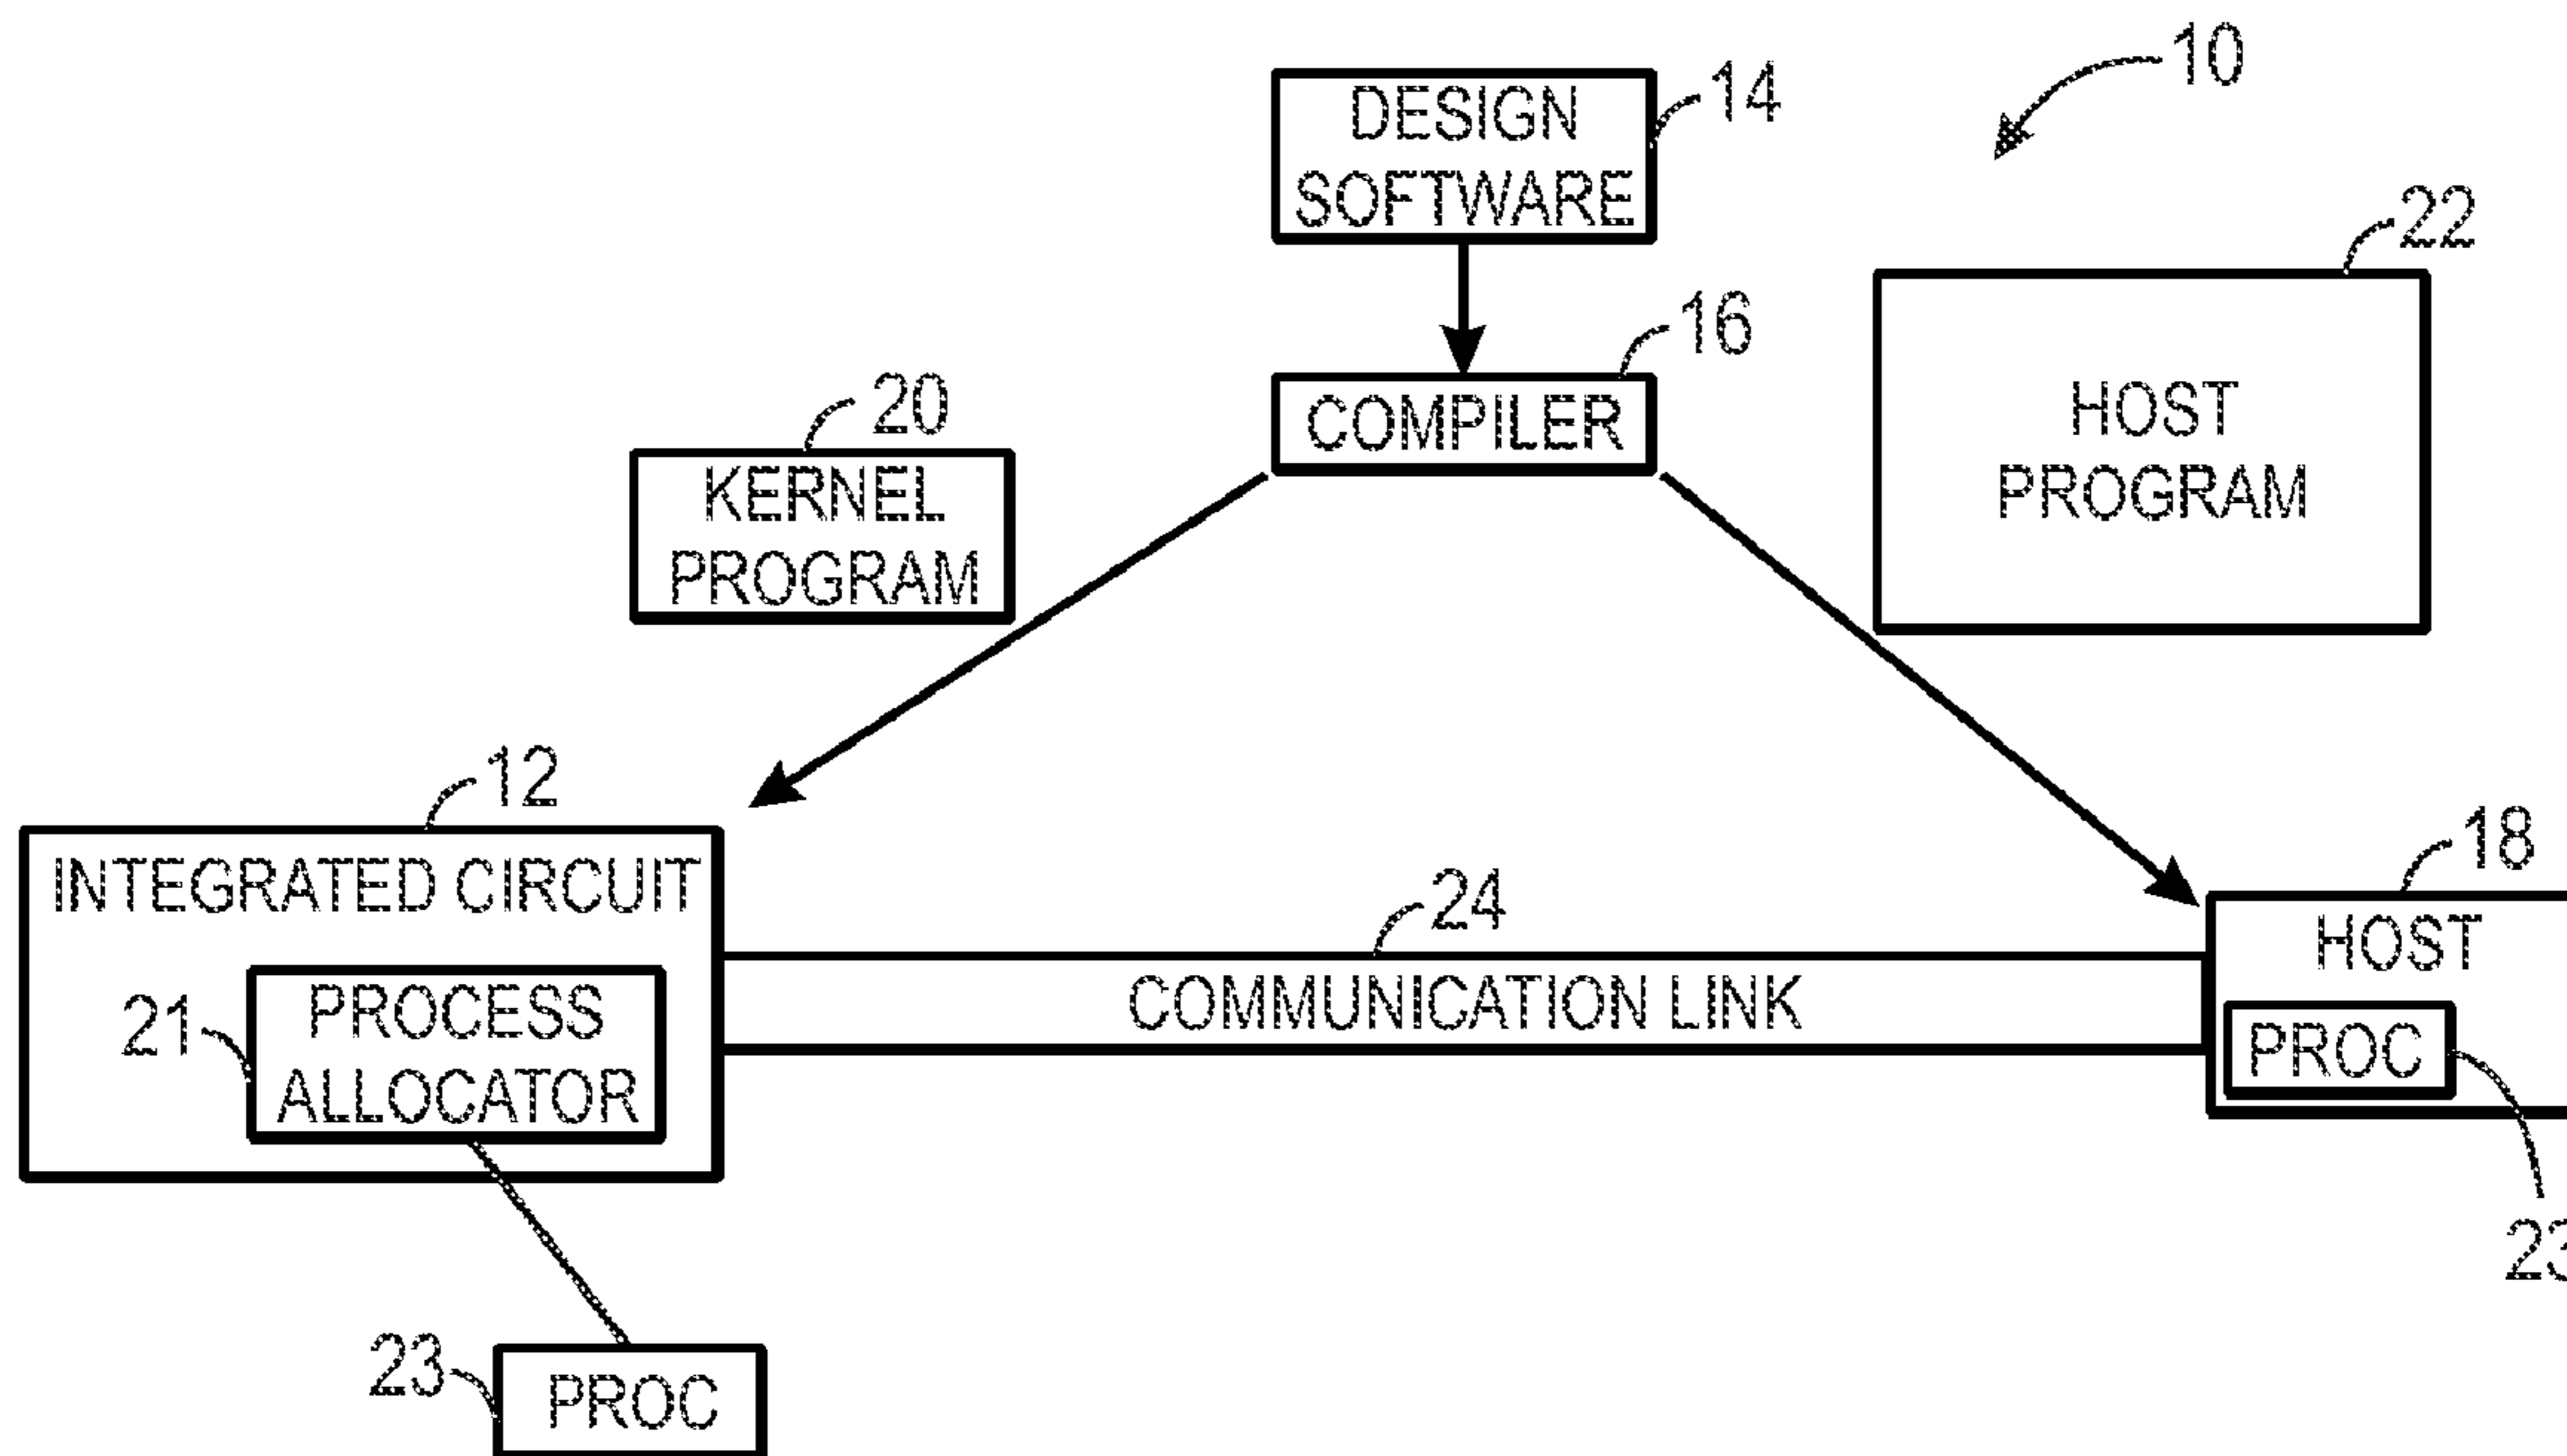 10
14
DESIGN
SOFTWARE
22
16
COMPILER
HOST
PROGRAM
20
KERNEL
PROGRAM
12
INTEGRATED CIRCUIT
18
HOST
24
COMMUNICATION LINK
21
PROCESS
ALLOCATOR
PROC
23
23
PROC